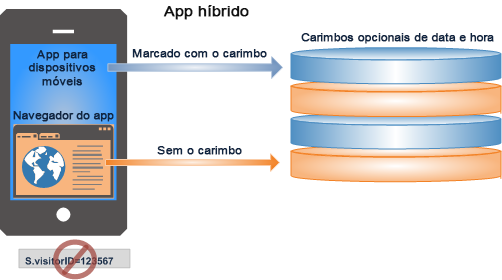 App híbrido
App para
dispositivos
móveis
Marcado com o carimbo
Carimbos opcionais de data e hora
Navegador do app
Sem o carimbo
S.visitorID=123567